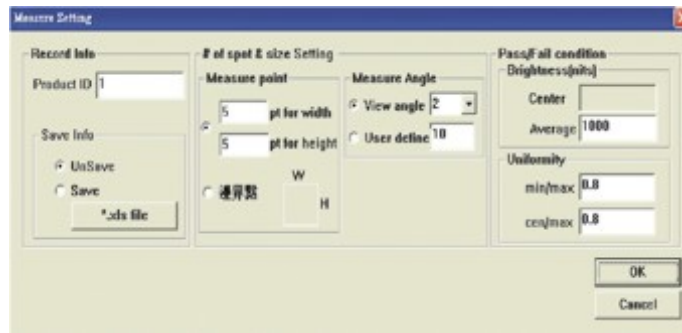 Measure Setting
Record Info
Product ID 1
Save Info
UnSave
Save
*.xls file
# of spot & size Setting
Measure point
5 pt for width
5 pt for height
邊界點
W
H
Measure Angle
View angle 2
User define 10
Pass/Fail condition
Brightness(nits)
Center
Average 1000
Uniformity
min/max 0.8
cen/max 0.8
OK
Cancel